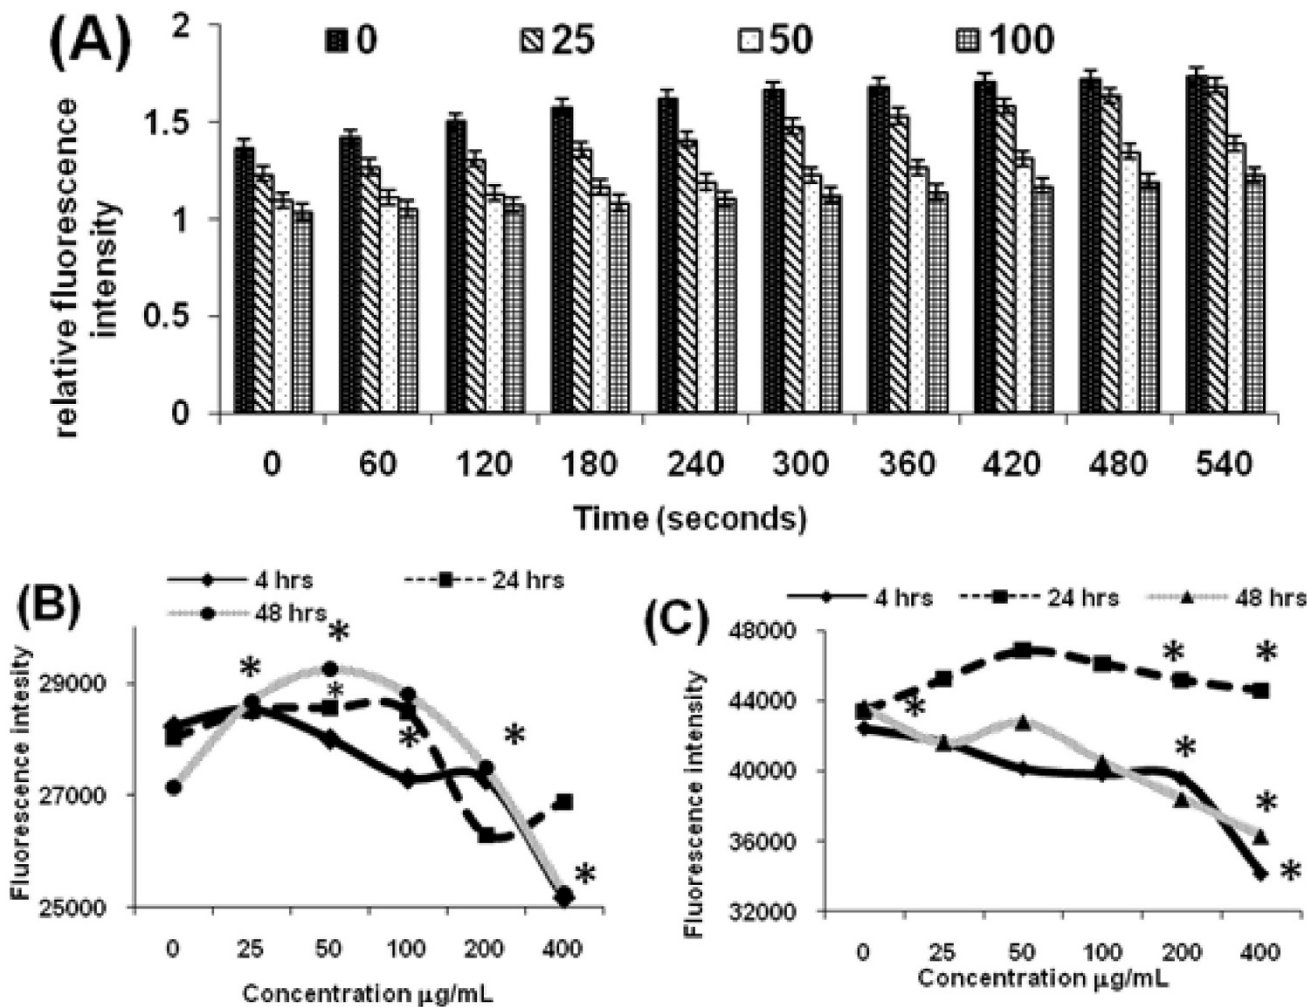 (A)
2
1.5
1
0.5
0
relative fluorescence
intensity
0 25 50 100
0 60 120 180 240 300 360 420 480 540
Time (seconds)
(B)
4 hrs 24 hrs
48 hrs
Fluorescence intesity
29000
27000
25000
* * * * * *
0 25 50 100 200 400
Concentration µg/mL
(C)
4 hrs 24 hrs 48 hrs
Fluorescence intensity
48000
44000
40000
36000
32000
* * * * * *
0 25 50 100 200 400
Concentration µg/mL